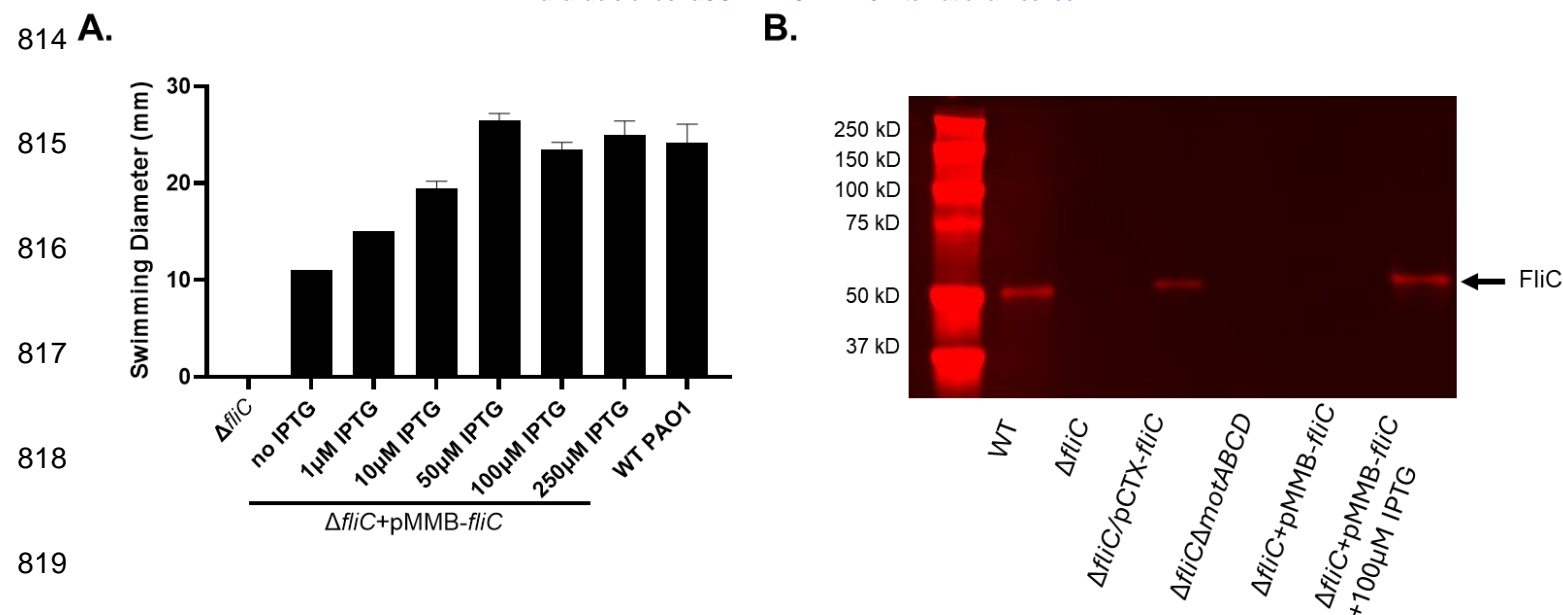 814
A.
B.
Swimming Diameter (mm)
30
20
10
0
ΔfliC
no IPTG
1μM IPTG
10μM IPTG
50μM IPTG
100μM IPTG
250μM IPTG
WT PAO1
ΔfliC+pMMB-fliC
815
816
817
818
819
250 kD
150 kD
100 kD
75 kD
50 kD
37 kD
FliC
WT
ΔfliC
ΔfliC/pCTX-fliC
ΔfliCΔmotABCD
ΔfliC+pMMB-fliC
ΔfliC+pMMB-fliC
+100μM IPTG